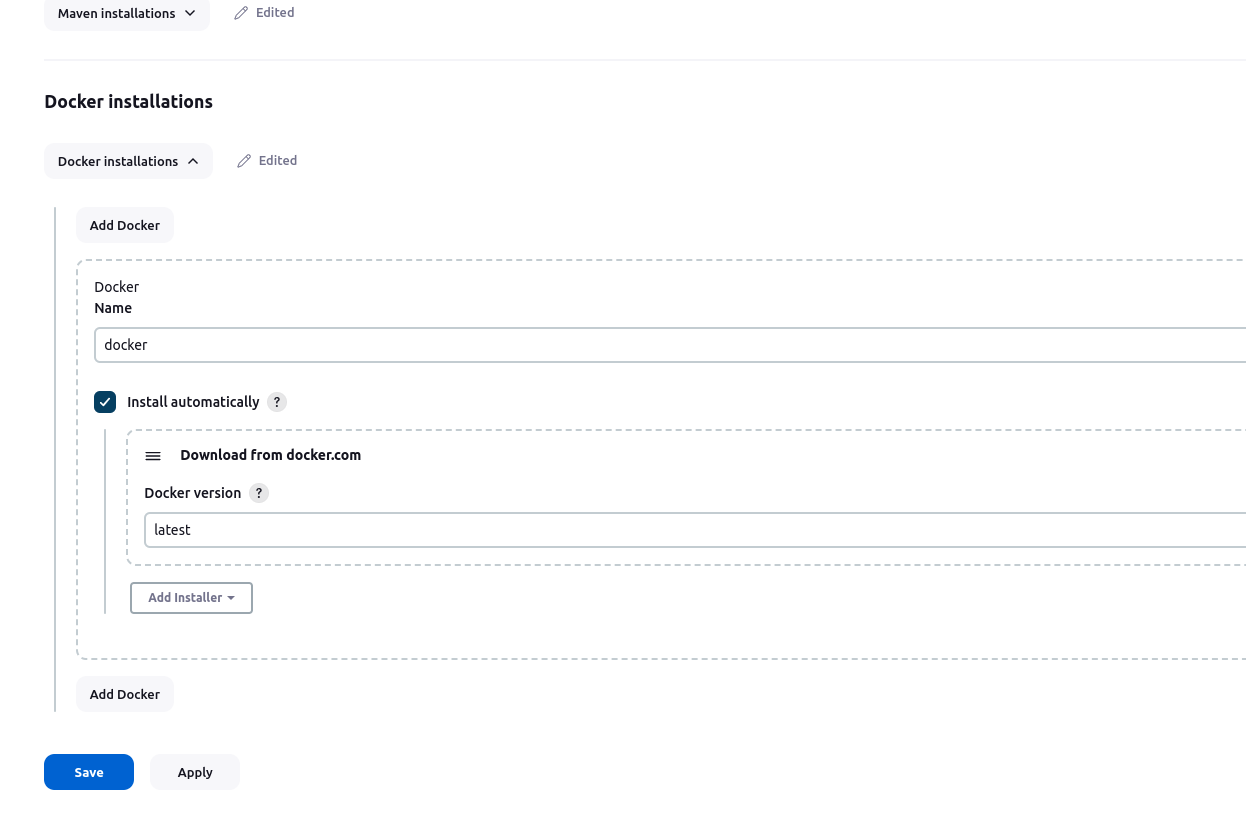 Maven installations
Edited
Docker installations
Docker installations
Edited
Add Docker
Docker
Name
docker
Install automatically ?
Download from docker.com
Docker version ?
latest
Add Installer
Add Docker
Save
Apply